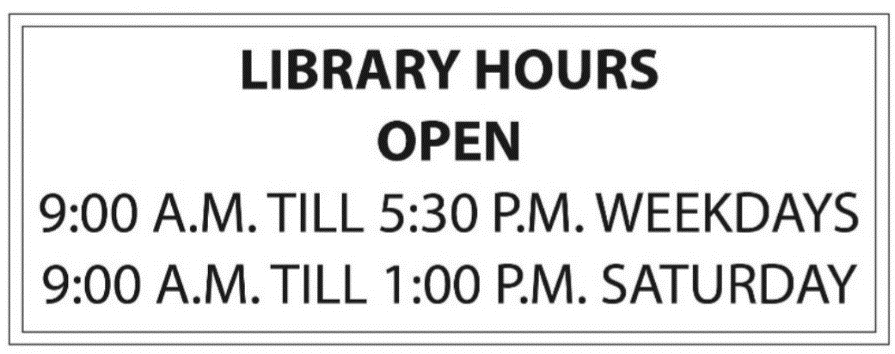 LIBRARY HOURS
OPEN
9:00 A.M. TILL 5:30 P.M. WEEKDAYS
9:00 A.M. TILL 1:00 P.M. SATURDAY